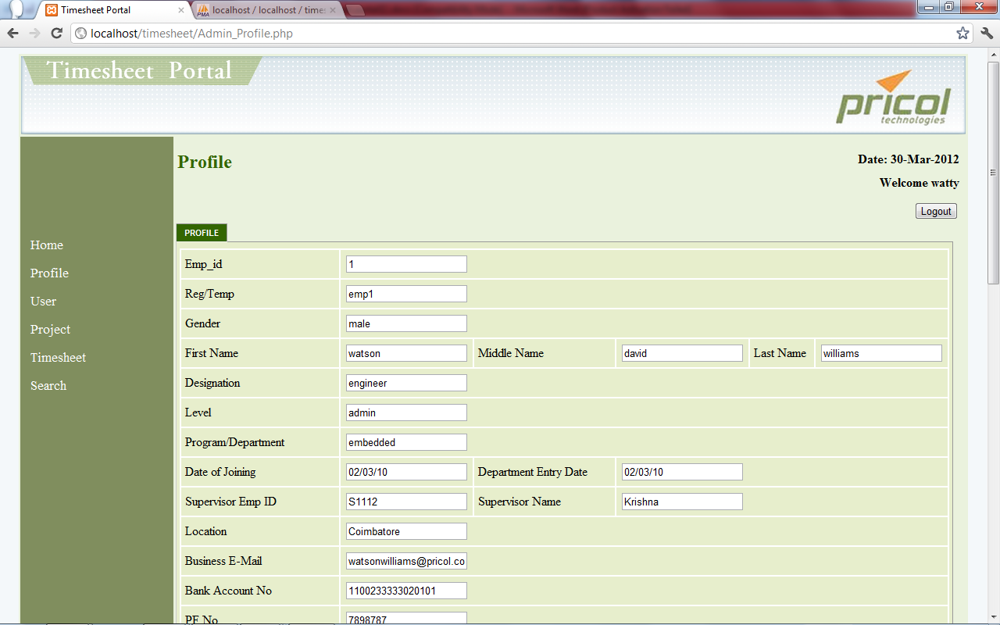 Timesheet Portal
localhost / localhost / time
localhost/timesheet/Admin_Profile.php
Timesheet Portal
pricol
technologies
Profile
Date: 30-Mar-2012
Welcome watty
Logout
Home
Profile
User
Project
Timesheet
Search
PROFILE
Emp_id 1
Reg/Temp emp1
Gender male
First Name watson Middle Name david Last Name williams
Designation engineer
Level admin
Program/Department embedded
Date of Joining 02/03/10 Department Entry Date 02/03/10
Supervisor Emp ID S1112 Supervisor Name Krishna
Location Coimbatore
Business E-Mail watsonwilliams@pricol.co
Bank Account No 1100233333020101
PF No 7898787